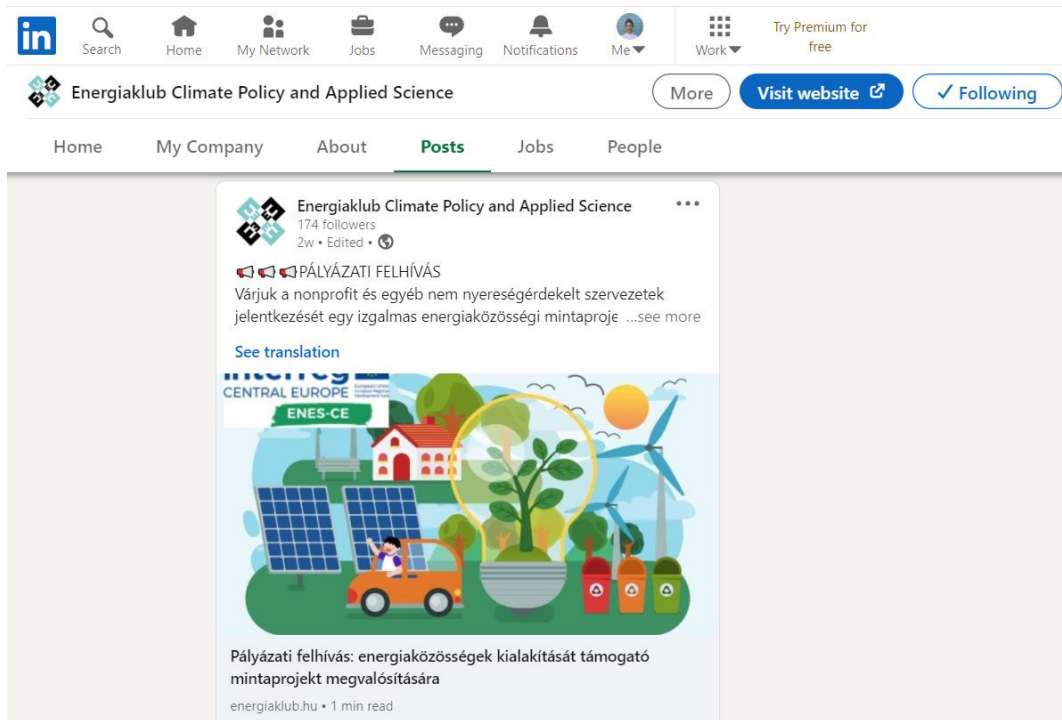 in
Search
Home
My Network
Jobs
Messaging
Notifications
Me
Work
Try Premium for
free
Energiaklub Climate Policy and Applied Science
More
Visit website
Following
Home
My Company
About
Posts
Jobs
People
Energiaklub Climate Policy and Applied Science
174 followers
2w • Edited •
PÁLYÁZATI FELHÍVÁS
Várjuk a nonprofit és egyéb nem nyereségérdekelt szervezetek
jelentkezését egy izgalmas energiaközösségi mintaproje ...see more
See translation
CENTRAL EUROPE
ENES-CE
Pályázati felhívás: energiaközösségek kialakítását támogató
mintaprojekt megvalósítására
energiaklub.hu • 1 min read